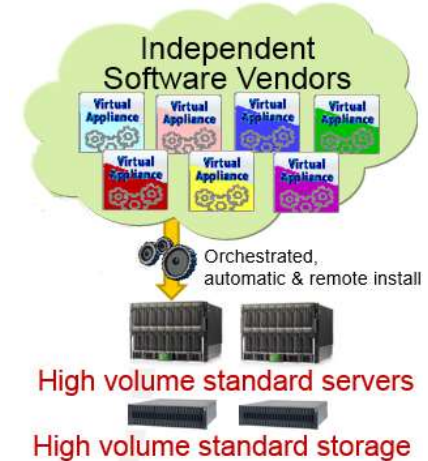 Independent
Software Vendors
Virtual Appliance
Virtual Appliance
Virtual Appliance
Virtual Appliance
Virtual Appliance
Virtual Appliance
Virtual Appliance
Orchestrated,
automatic & remote install
High volume standard servers
High volume standard storage